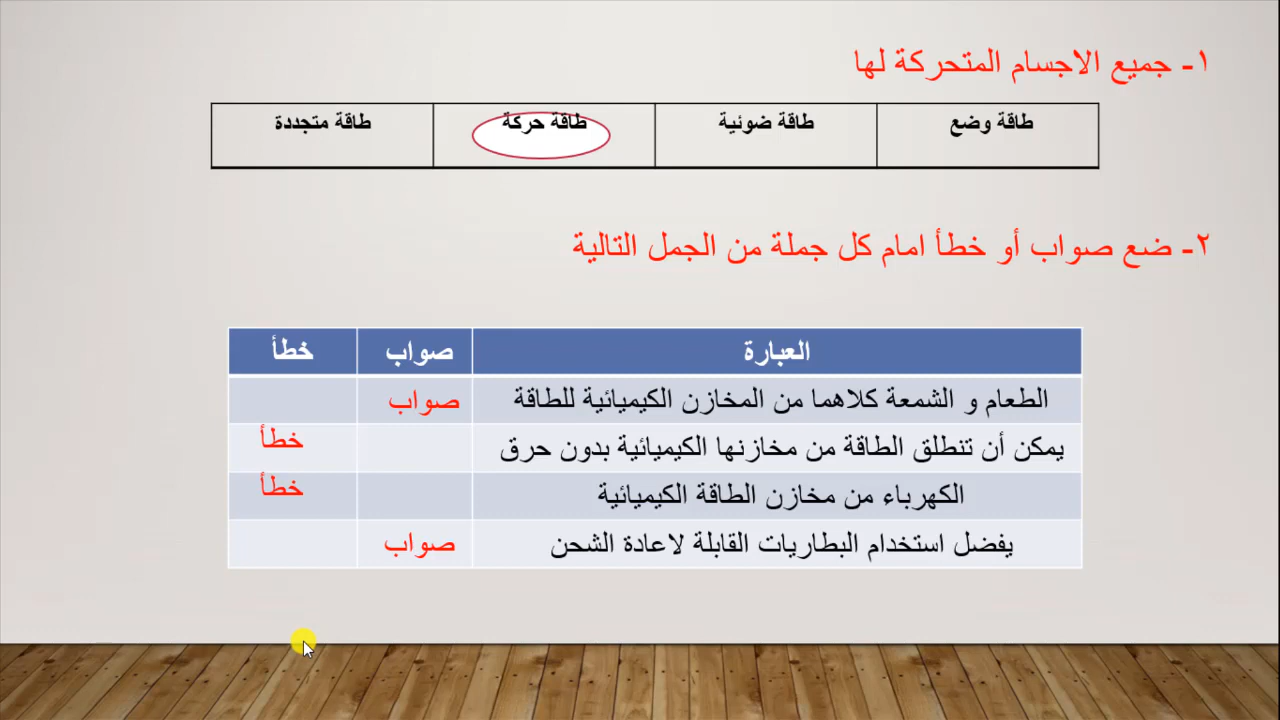 ١- جميع الاجسام المتحركة لها
طاقة وضع طاقة ضوئية طاقة حركة طاقة متجددة
٢- ضع صواب أو خطأ امام كل جملة من الجمل التالية
العبارة صواب خطأ
الطعام و الشمعة كلاهما من المخازن الكيميائية للطاقة صواب
يمكن أن تنطلق الطاقة من مخازنها الكيميائية بدون حرق خطأ
الكهرباء من مخازن الطاقة الكيميائية خطأ
يفضل استخدام البطاريات القابلة لاعادة الشحن صواب